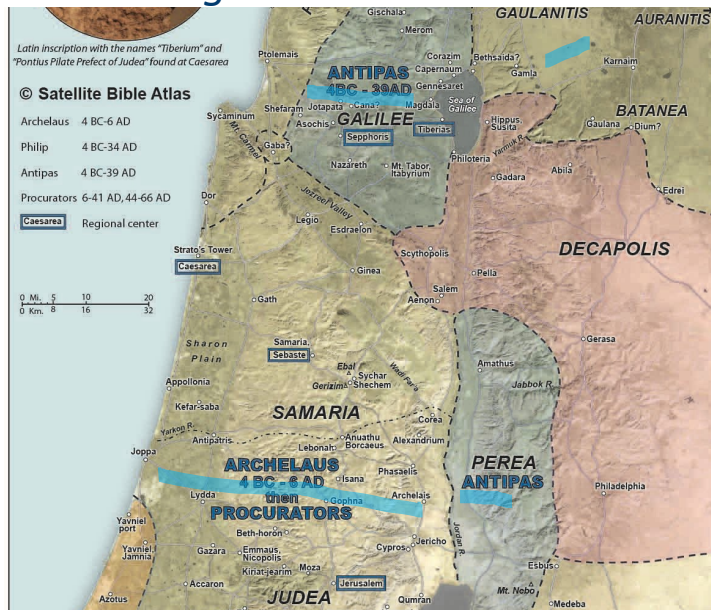 Latin inscription with the names "Tiberium" and
"Pontius Pilate Prefect of Judea" found at Caesarea
© Satellite Bible Atlas
Archelaus 4 BC-6 AD
Philip 4 BC-34 AD
Antipas 4 BC-39 AD
Procurators 6-41 AD, 44-66 AD
Caesarea Regional center
0 Mi. 5 10 20
0 Km. 8 16 32
Gischala
GAULANITIS
AURANITIS
Merom
Ptolemais
Corazim
Bethsaida?
Karnaim
ANTIPAS
4BC - 39AD
Capernaum
Gamla
Gennesaret
Shefaram
Jotapata
Cana?
Magdala
Sea of
Galilee
BATANEA
Sycaminum
Asochis
GALILEE
Hippus,
Susita
Gaulana
Dium?
Sepphoris
Tiberias
Mt. Carmel
Gaba?
Yarmuk R.
Philoteria
Nazareth
Mt. Tabor,
Itabyrium
Abila
Gadara
Edrei
Dor
Jezreel Valley
Legio
Esdraelon
DECAPOLIS
Strato's Tower
Caesarea
Scythopolis
Ginea
Pella
Salem
Gath
Aenon
Sharon
Plain
Samaria,
Sebaste
Gerasa
Ebal
Sychar
Gerizim
Shechem
Wadi Far'a
Amathus
Jabbok R.
Appollonia
Kefar-saba
SAMARIA
Corea
Yarkon R.
Antipatris
Anuathu
Borcaeus
Alexandrium
Lebonah
Joppa
ARCHELAUS
4 BC - 6 AD
then
PROCURATORS
Phasaelis
PEREA
ANTIPAS
Isana
Lydda
Gophna
Archelais
Philadelphia
Yavniel
port
Beth-horon
Jordan R.
Yavniel,
Jamnia
Gazara
Emmaus,
Nicopolis
Cypros
Jericho
Kiriat-jearim
Moza
Esbus
Accaron
Jerusalem
Mt. Nebo
Azotus
JUDEA
Qumran
Medeba